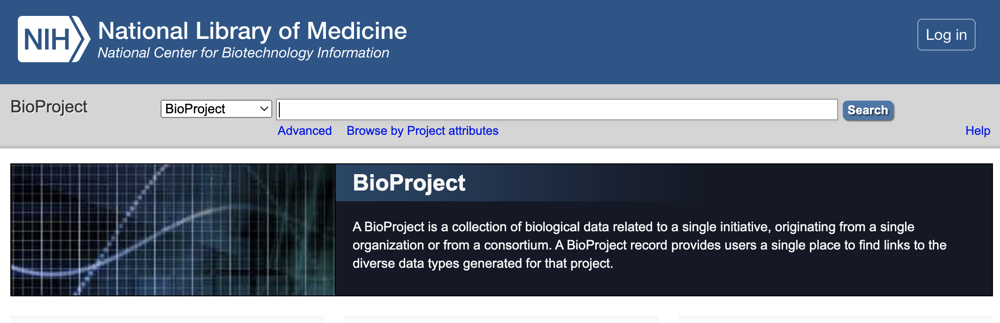 NIH
National Library of Medicine
National Center for Biotechnology Information
Log in
BioProject
BioProject
Search
Advanced
Browse by Project attributes
Help
BioProject
A BioProject is a collection of biological data related to a single initiative, originating from a single
organization or from a consortium. A BioProject record provides users a single place to find links to the
diverse data types generated for that project.